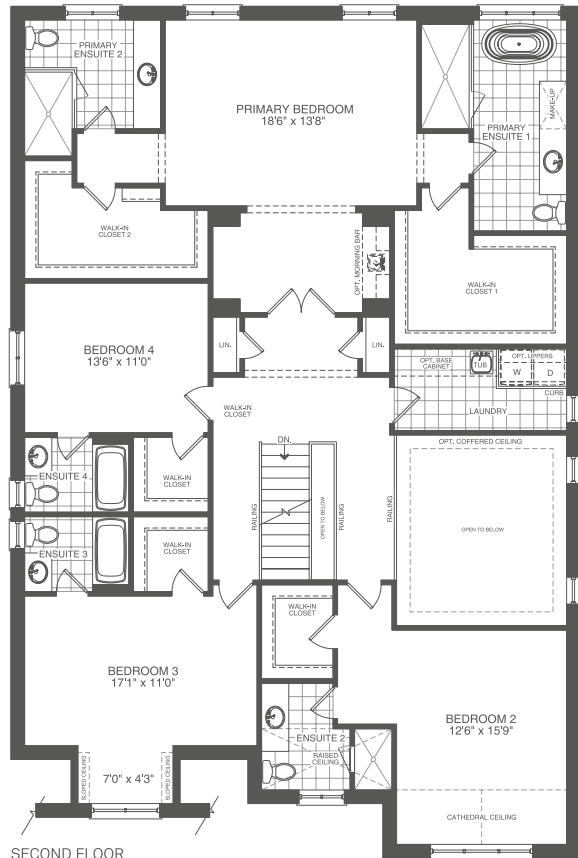 PRIMARY
ENSUITE 2
PRIMARY BEDROOM
18'6" x 13'8"
MAKE-UP
PRIMARY
ENSUITE 1
WALK-IN
CLOSET 2
OPT. MORNING BAR
WALK-IN
CLOSET 1
BEDROOM 4
13'6" x 11'0"
LIN.
LIN.
OPT. BASE
CABINET
TUB
OPT. UPPERS
W
D
CURB
LAUNDRY
WALK-IN
CLOSET
OPT. COFFERED CEILING
DN.
ENSUITE 4
WALK-IN
CLOSET
RAILING
OPEN TO BELOW
RAILING
RAILING
OPEN TO BELOW
ENSUITE 3
WALK-IN
CLOSET
WALK-IN
CLOSET
BEDROOM 3
17'1" x 11'0"
BEDROOM 2
12'6" x 15'9"
ENSUITE 2
RAISED
CEILING
SLOPED CEILING
7'0" x 4'3"
SLOPED CEILING
CATHEDRAL CEILING
SECOND FLOOR